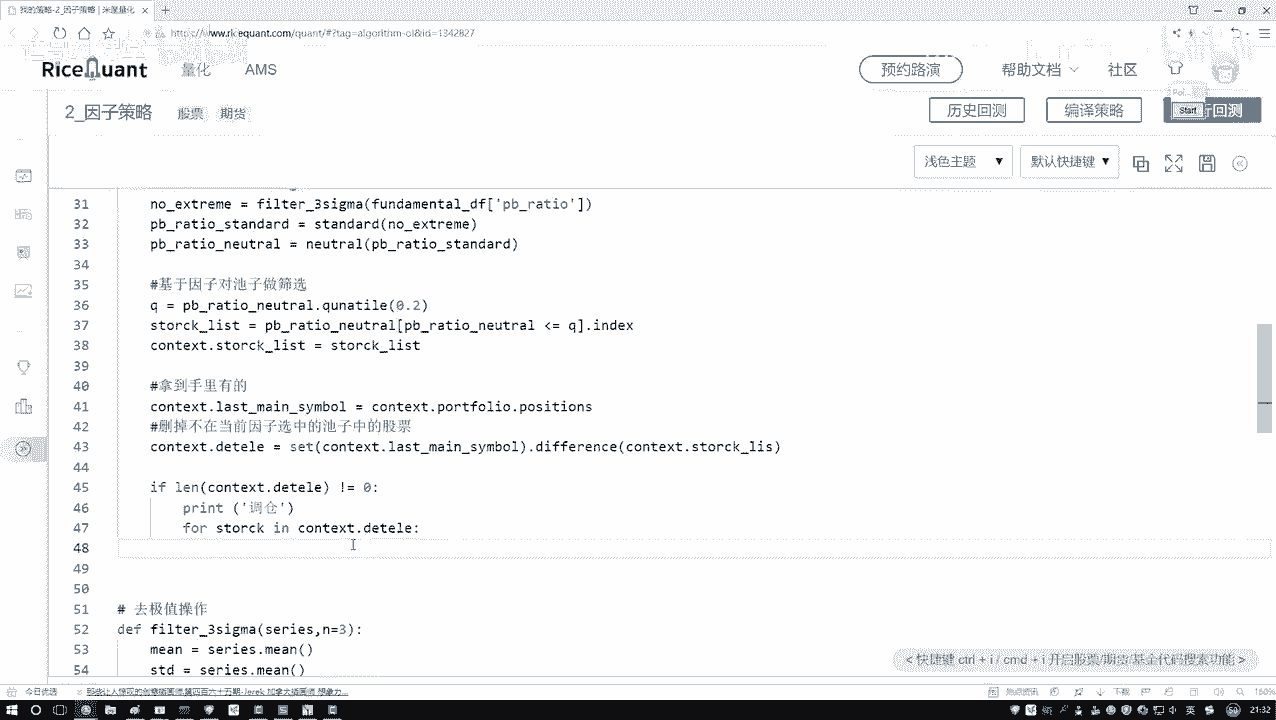 我的策略-2_因子策略 | 米筐量化
www.ricequant.com/quant/#?tag=algorithm-ol&id=1342827
RiceQuant 量化 AMS 预约路演 帮助文档 社区
2_因子策略 股票 期货 历史回测 编译策略 Start 行回测
浅色主题 默认快捷键
31 no_extreme = filter_3sigma(fundamental_df['pb_ratio'])
32 pb_ratio_standard = standard(no_extreme)
33 pb_ratio_neutral = neutral(pb_ratio_standard)
34
35 #基于因子对池子做筛选
36 q = pb_ratio_neutral.qunatile(0.2)
37 storck_list = pb_ratio_neutral[pb_ratio_neutral <= q].index
38 context.storck_list = storck_list
39
40 #拿到手里有的
41 context.last_main_symbol = context.portfolio.positions
42 #删掉不在当前因子选中的池子中的股票
43 context.detele = set(context.last_main_symbol).difference(context.storck_lis)
44
45 if len(context.detele) != 0:
46 print ('调仓')
47 for storck in context.detele:
48
49
50
51 # 去极值操作
52 def filter_3sigma(series,n=3):
53 mean = series.mean()
54 std = series.mean()
<快捷键 ctrl + i / cmd + i 开启股票/期货/基金代码搜索功能 >
今日优选
热点资讯 下载 160%
英 21:32